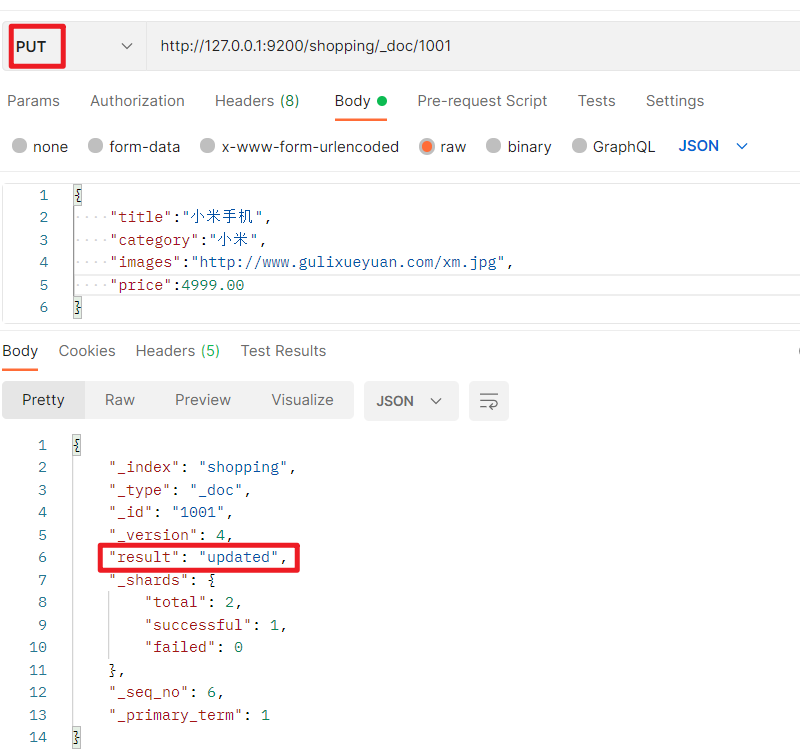 PUT http://127.0.0.1:9200/shopping/_doc/1001
Params Authorization Headers (8) Body Pre-request Script Tests Settings
none form-data x-www-form-urlencoded raw binary GraphQL JSON
1 {
2 "title":"小米手机",
3 "category":"小米",
4 "images":"http://www.gulixueyuan.com/xm.jpg",
5 "price":4999.00
6 }
Body Cookies Headers (5) Test Results
Pretty Raw Preview Visualize JSON
1 {
2 "_index": "shopping",
3 "_type": "_doc",
4 "_id": "1001",
5 "_version": 4,
6 "result": "updated",
7 "_shards": {
8 "total": 2,
9 "successful": 1,
10 "failed": 0
11 },
12 "_seq_no": 6,
13 "_primary_term": 1
14 }